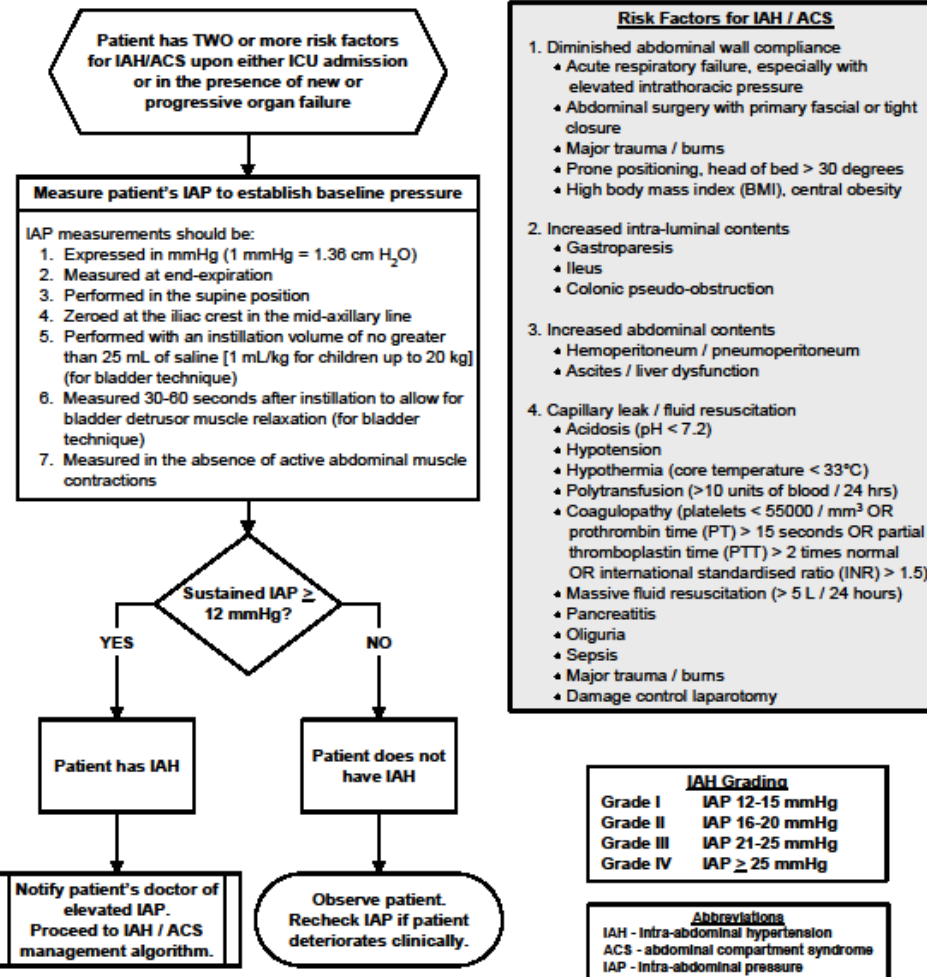 Patient has TWO or more risk factors
for IAH/ACS upon either ICU admission
or in the presence of new or
progressive organ failure
Measure patient's IAP to establish baseline pressure
IAP measurements should be:
1. Expressed in mmHg (1 mmHg = 1.36 cm H₂O)
2. Measured at end-expiration
3. Performed in the supine position
4. Zeroed at the iliac crest in the mid-axillary line
5. Performed with an instillation volume of no greater
than 25 mL of saline [1 mL/kg for children up to 20 kg]
(for bladder technique)
6. Measured 30-60 seconds after instillation to allow for
bladder detrusor muscle relaxation (for bladder
technique)
7. Measured in the absence of active abdominal muscle
contractions
Sustained IAP ≥
12 mmHg?
YES
NO
Patient has IAH
Patient does not
have IAH
Notify patient's doctor of
elevated IAP.
Proceed to IAH / ACS
management algorithm.
Observe patient.
Recheck IAP if patient
deteriorates clinically.
Risk Factors for IAH / ACS
1. Diminished abdominal wall compliance
• Acute respiratory failure, especially with
elevated intrathoracic pressure
• Abdominal surgery with primary fascial or tight
closure
• Major trauma / burns
• Prone positioning, head of bed > 30 degrees
• High body mass index (BMI), central obesity
2. Increased intra-luminal contents
• Gastroparesis
• Ileus
• Colonic pseudo-obstruction
3. Increased abdominal contents
• Hemoperitoneum / pneumoperitoneum
• Ascites / liver dysfunction
4. Capillary leak / fluid resuscitation
• Acidosis (pH < 7.2)
• Hypotension
• Hypothermia (core temperature < 33°C)
• Polytransfusion (>10 units of blood / 24 hrs)
• Coagulopathy (platelets < 55000 / mm³ OR
prothrombin time (PT) > 15 seconds OR partial
thromboplastin time (PTT) > 2 times normal
OR international standardised ratio (INR) > 1.5)
• Massive fluid resuscitation (> 5 L / 24 hours)
• Pancreatitis
• Oliguria
• Sepsis
• Major trauma / burns
• Damage control laparotomy
IAH Grading
Grade I IAP 12-15 mmHg
Grade II IAP 16-20 mmHg
Grade III IAP 21-25 mmHg
Grade IV IAP ≥ 25 mmHg
Abbreviations
IAH - intra-abdominal hypertension
ACS - abdominal compartment syndrome
IAP - intra-abdominal pressure